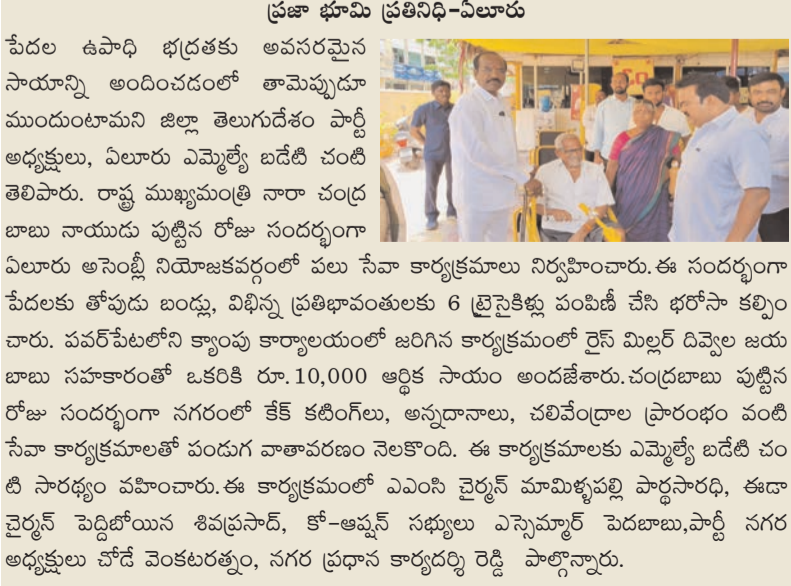 ప్రజా భూమి ప్రతినిధి-ఏలూరు
పేదల ఉపాధి భద్రతకు అవసరమైన
సాయాన్ని అందించడంలో తామెప్పుడూ
ముందుంటామని జిల్లా తెలుగుదేశం పార్టీ
అధ్యక్షులు, ఏలూరు ఎమ్మెల్యే బడేటి చంటి
తెలిపారు. రాష్ట్ర ముఖ్యమంత్రి నారా చంద్ర
బాబు నాయుడు పుట్టిన రోజు సందర్భంగా
ఏలూరు అసెంబ్లీ నియోజకవర్గంలో పలు సేవా కార్యక్రమాలు నిర్వహించారు.ఈ సందర్భంగా
పేదలకు తోపుడు బండ్లు, విభిన్న ప్రతిభావంతులకు 6 ట్రైసైకిళ్లు పంపిణీ చేసి భరోసా కల్పిం
చారు. పవర్‌పేటలోని క్యాంపు కార్యాలయంలో జరిగిన కార్యక్రమంలో రైస్ మిల్లర్ దివ్వెల జయ
బాబు సహకారంతో ఒకరికి రూ.10,000 ఆర్థిక సాయం అందజేశారు.చంద్రబాబు పుట్టిన
రోజు సందర్భంగా నగరంలో కేక్ కటింగ్‌లు, అన్నదానాలు, చలివేంద్రాల ప్రారంభం వంటి
సేవా కార్యక్రమాలతో పండుగ వాతావరణం నెలకొంది. ఈ కార్యక్రమాలకు ఎమ్మెల్యే బడేటి చం
టి సారథ్యం వహించారు.ఈ కార్యక్రమంలో ఎఎంసి చైర్మన్ మామిళ్ళపల్లి పార్థసారధి, ఈడా
చైర్మన్ పెద్దిబోయిన శివప్రసాద్, కో-ఆప్షన్ సభ్యులు ఎస్సెమ్మార్ పెదబాబు,పార్టీ నగర
అధ్యక్షులు చోడే వెంకటరత్నం, నగర ప్రధాన కార్యదర్శి రెడ్డి పాల్గొన్నారు.